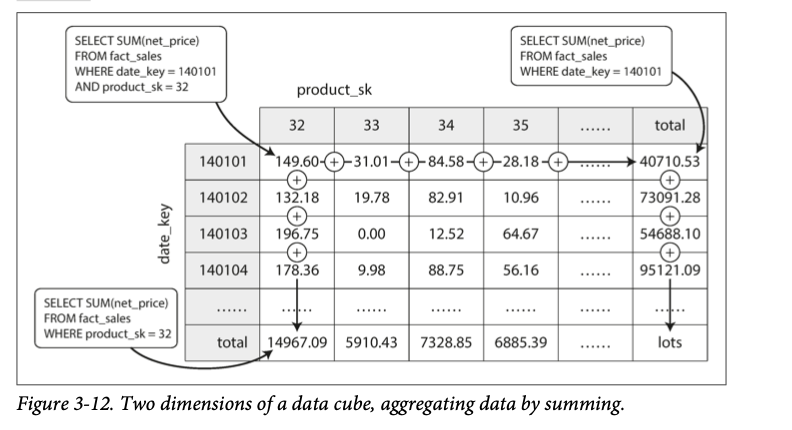 SELECT SUM(net_price)
FROM fact_sales
WHERE date_key = 140101
AND product_sk = 32
SELECT SUM(net_price)
FROM fact_sales
WHERE date_key = 140101
product_sk
32 33 34 35 ...... total
140101 149.60 + 31.01 + 84.58 + 28.18 + ...... 40710.53
+ +
140102 132.18 19.78 82.91 10.96 ...... 73091.28
+ +
date_key
140103 196.75 0.00 12.52 64.67 ...... 54688.10
+ +
140104 178.36 9.98 88.75 56.16 ...... 95121.09
...... ...... ...... ...... ...... ...... ......
SELECT SUM(net_price)
FROM fact_sales
WHERE product_sk = 32
total 14967.09 5910.43 7328.85 6885.39 ...... lots
Figure 3-12. Two dimensions of a data cube, aggregating data by summing.